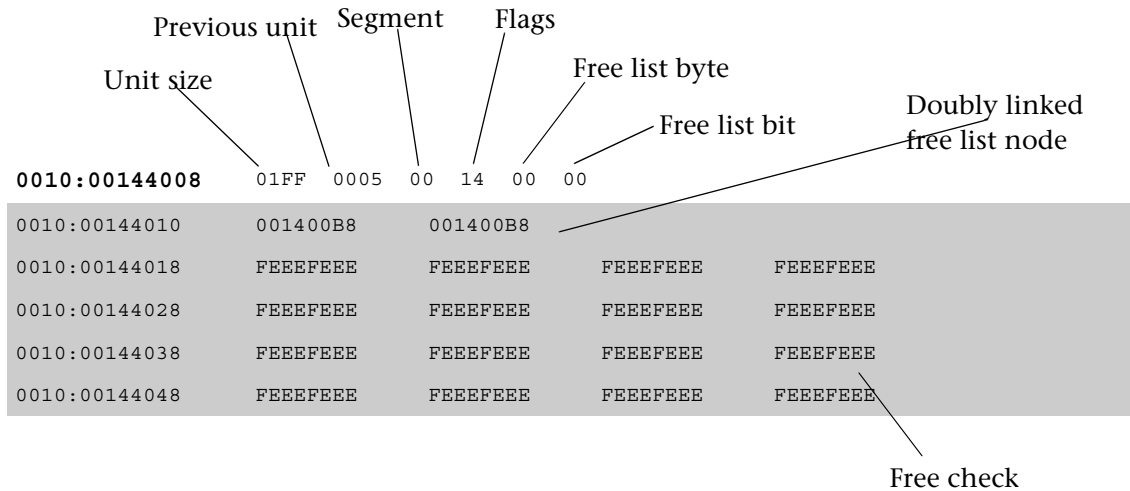 Previous unit
Segment
Flags
Unit size
Free list byte
Free list bit
Doubly linked
free list node
0010:00144008 01FF 0005 00 14 00 00
0010:00144010 001400B8 001400B8
0010:00144018 FEEEFEEE FEEEFEEE FEEEFEEE FEEEFEEE
0010:00144028 FEEEFEEE FEEEFEEE FEEEFEEE FEEEFEEE
0010:00144038 FEEEFEEE FEEEFEEE FEEEFEEE FEEEFEEE
0010:00144048 FEEEFEEE FEEEFEEE FEEEFEEE FEEEFEEE
Free check